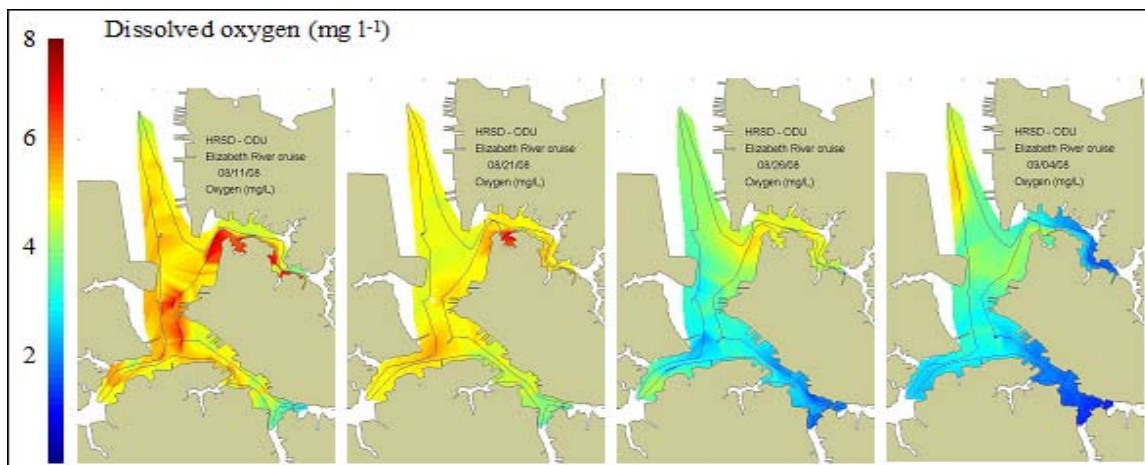 Dissolved oxygen (mg l-1)
8
6
4
2
0
HRSD - ODU
Elizabeth River cruise
08/11/08
Oxygen (mg/L)
HRSD - ODU
Elizabeth River cruise
08/21/08
Oxygen (mg/L)
HRSD - ODU
Elizabeth River cruise
08/26/08
Oxygen (mg/L)
HRSD - ODU
Elizabeth River cruise
09/04/08
Oxygen (mg/L)